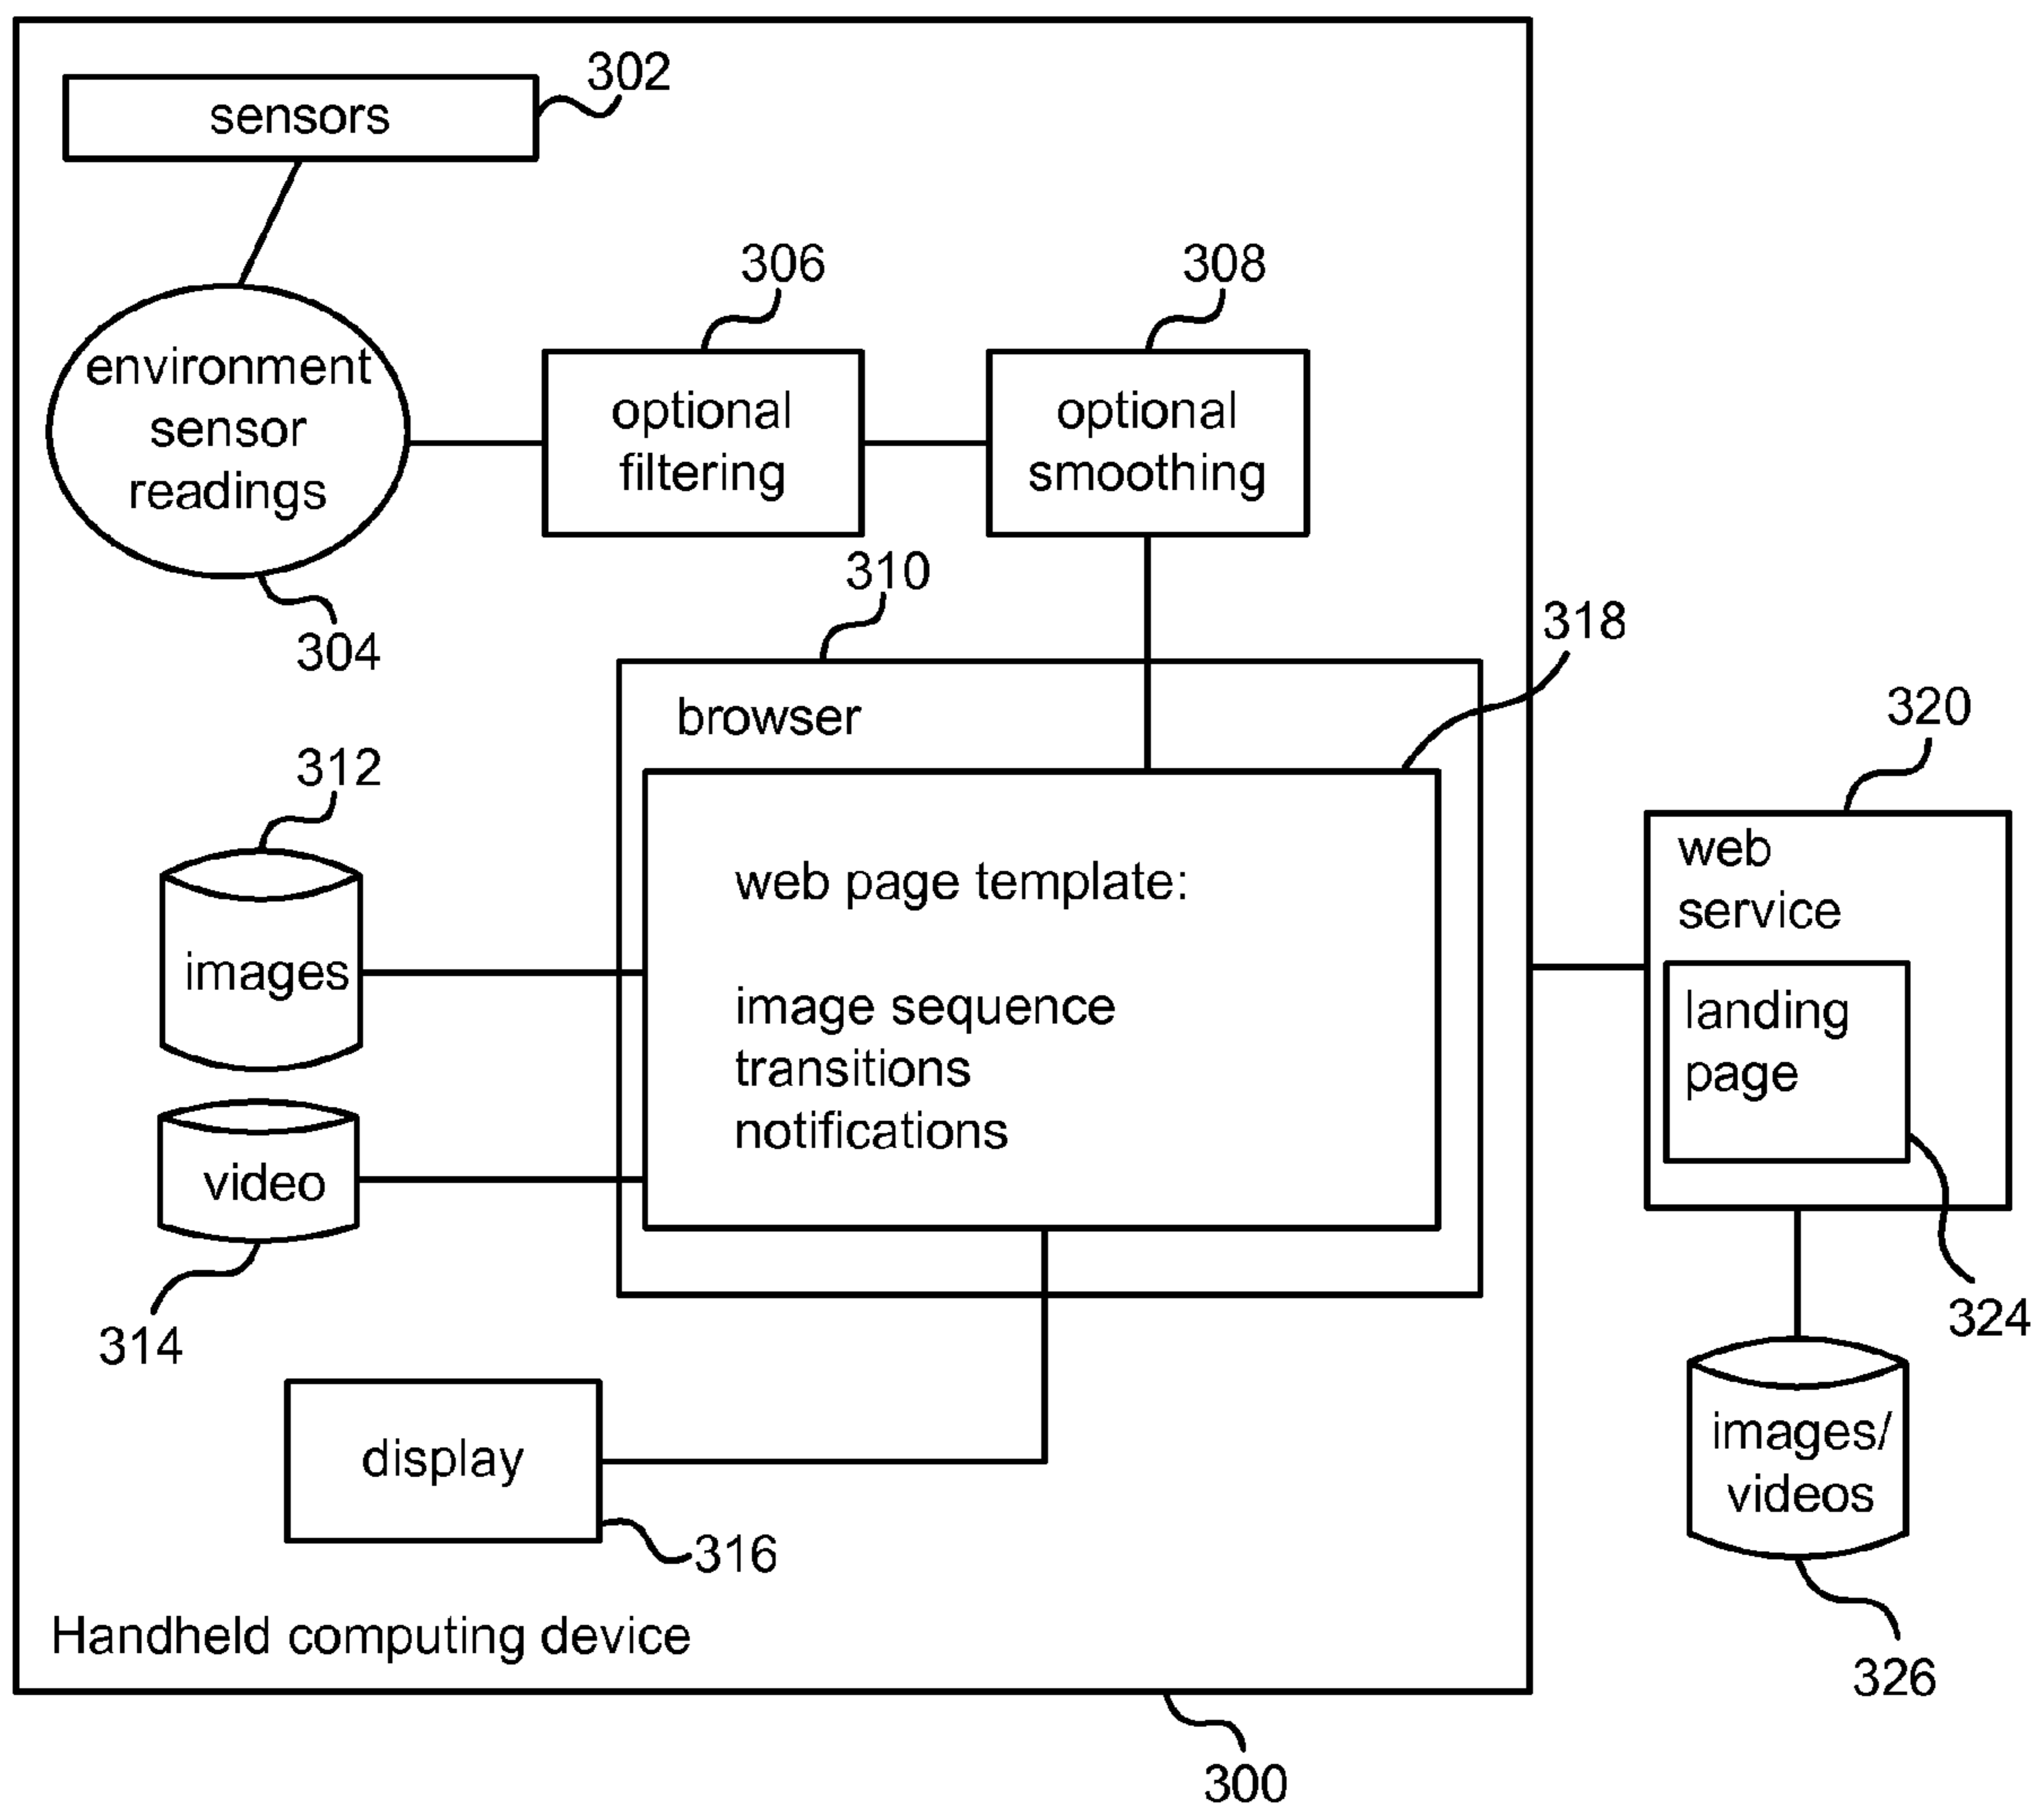 302
sensors
306
308
environment
sensor
readings
optional
filtering
optional
smoothing
310
304
318
browser
320
312
web
service
web page template:
images
landing
page
image sequence
transitions
notifications
video
314
324
display
images/
videos
316
Handheld computing device
326
300